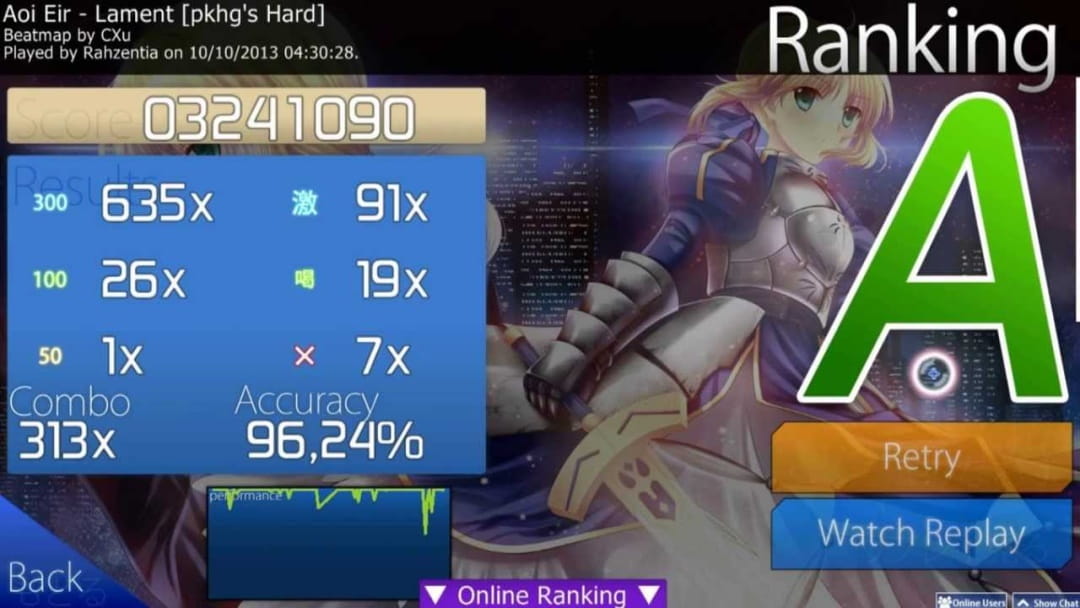 Aoi Eir - Lament [pkhg's Hard]
Beatmap by CXu
Played by Rahzentia on 10/10/2013 04:30:28.
Ranking
Score 03241090
Results
300 635x 激 91x
100 26x 喝 19x
50 1x ✕ 7x
Combo Accuracy
313x 96,24%
A
Retry
performance
Watch Replay
Back
▼ Online Ranking ▼
Online Users
Show Chat